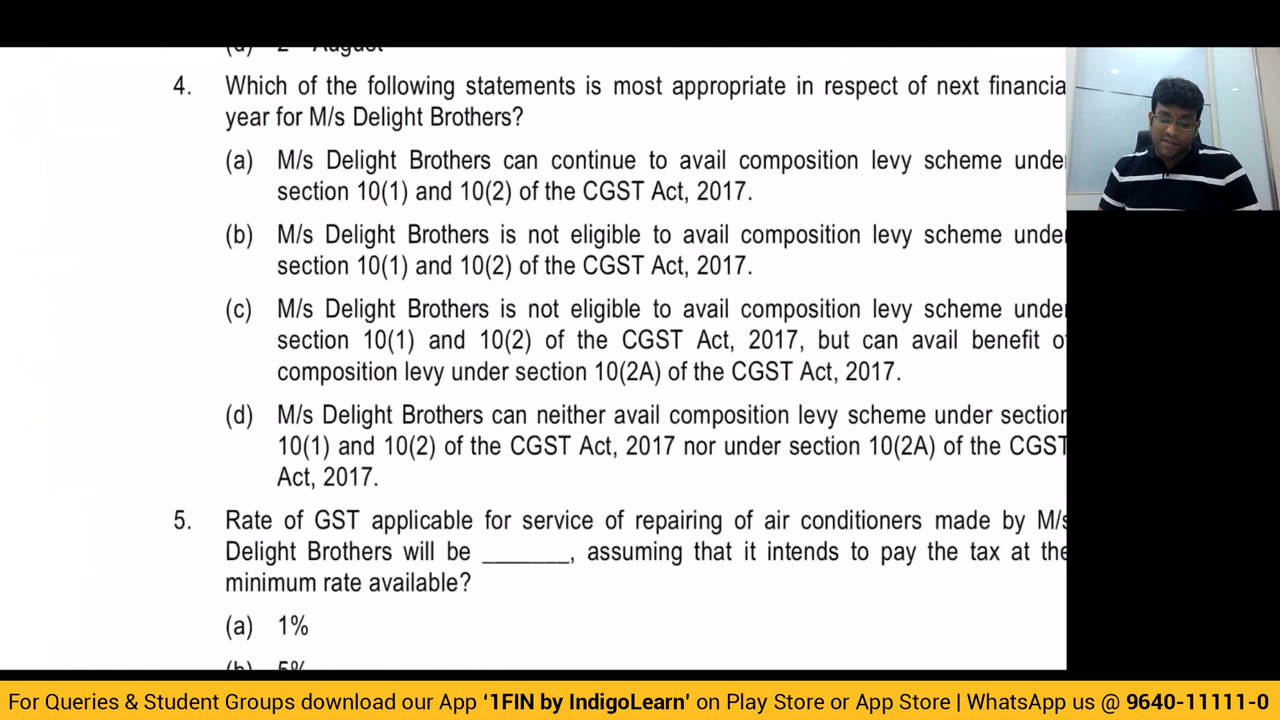 4. Which of the following statements is most appropriate in respect of next financia
year for M/s Delight Brothers?
(a) M/s Delight Brothers can continue to avail composition levy scheme unde
section 10(1) and 10(2) of the CGST Act, 2017.
(b) M/s Delight Brothers is not eligible to avail composition levy scheme unde
section 10(1) and 10(2) of the CGST Act, 2017.
(c) M/s Delight Brothers is not eligible to avail composition levy scheme unde
section 10(1) and 10(2) of the CGST Act, 2017, but can avail benefit o
composition levy under section 10(2A) of the CGST Act, 2017.
(d) M/s Delight Brothers can neither avail composition levy scheme under section
10(1) and 10(2) of the CGST Act, 2017 nor under section 10(2A) of the CGST
Act, 2017.
5. Rate of GST applicable for service of repairing of air conditioners made by M/s
Delight Brothers will be _______, assuming that it intends to pay the tax at the
minimum rate available?
(a) 1%
(b) 5%
For Queries & Student Groups download our App ‘1FIN by IndigoLearn’ on Play Store or App Store | WhatsApp us @ 9640-11111-0